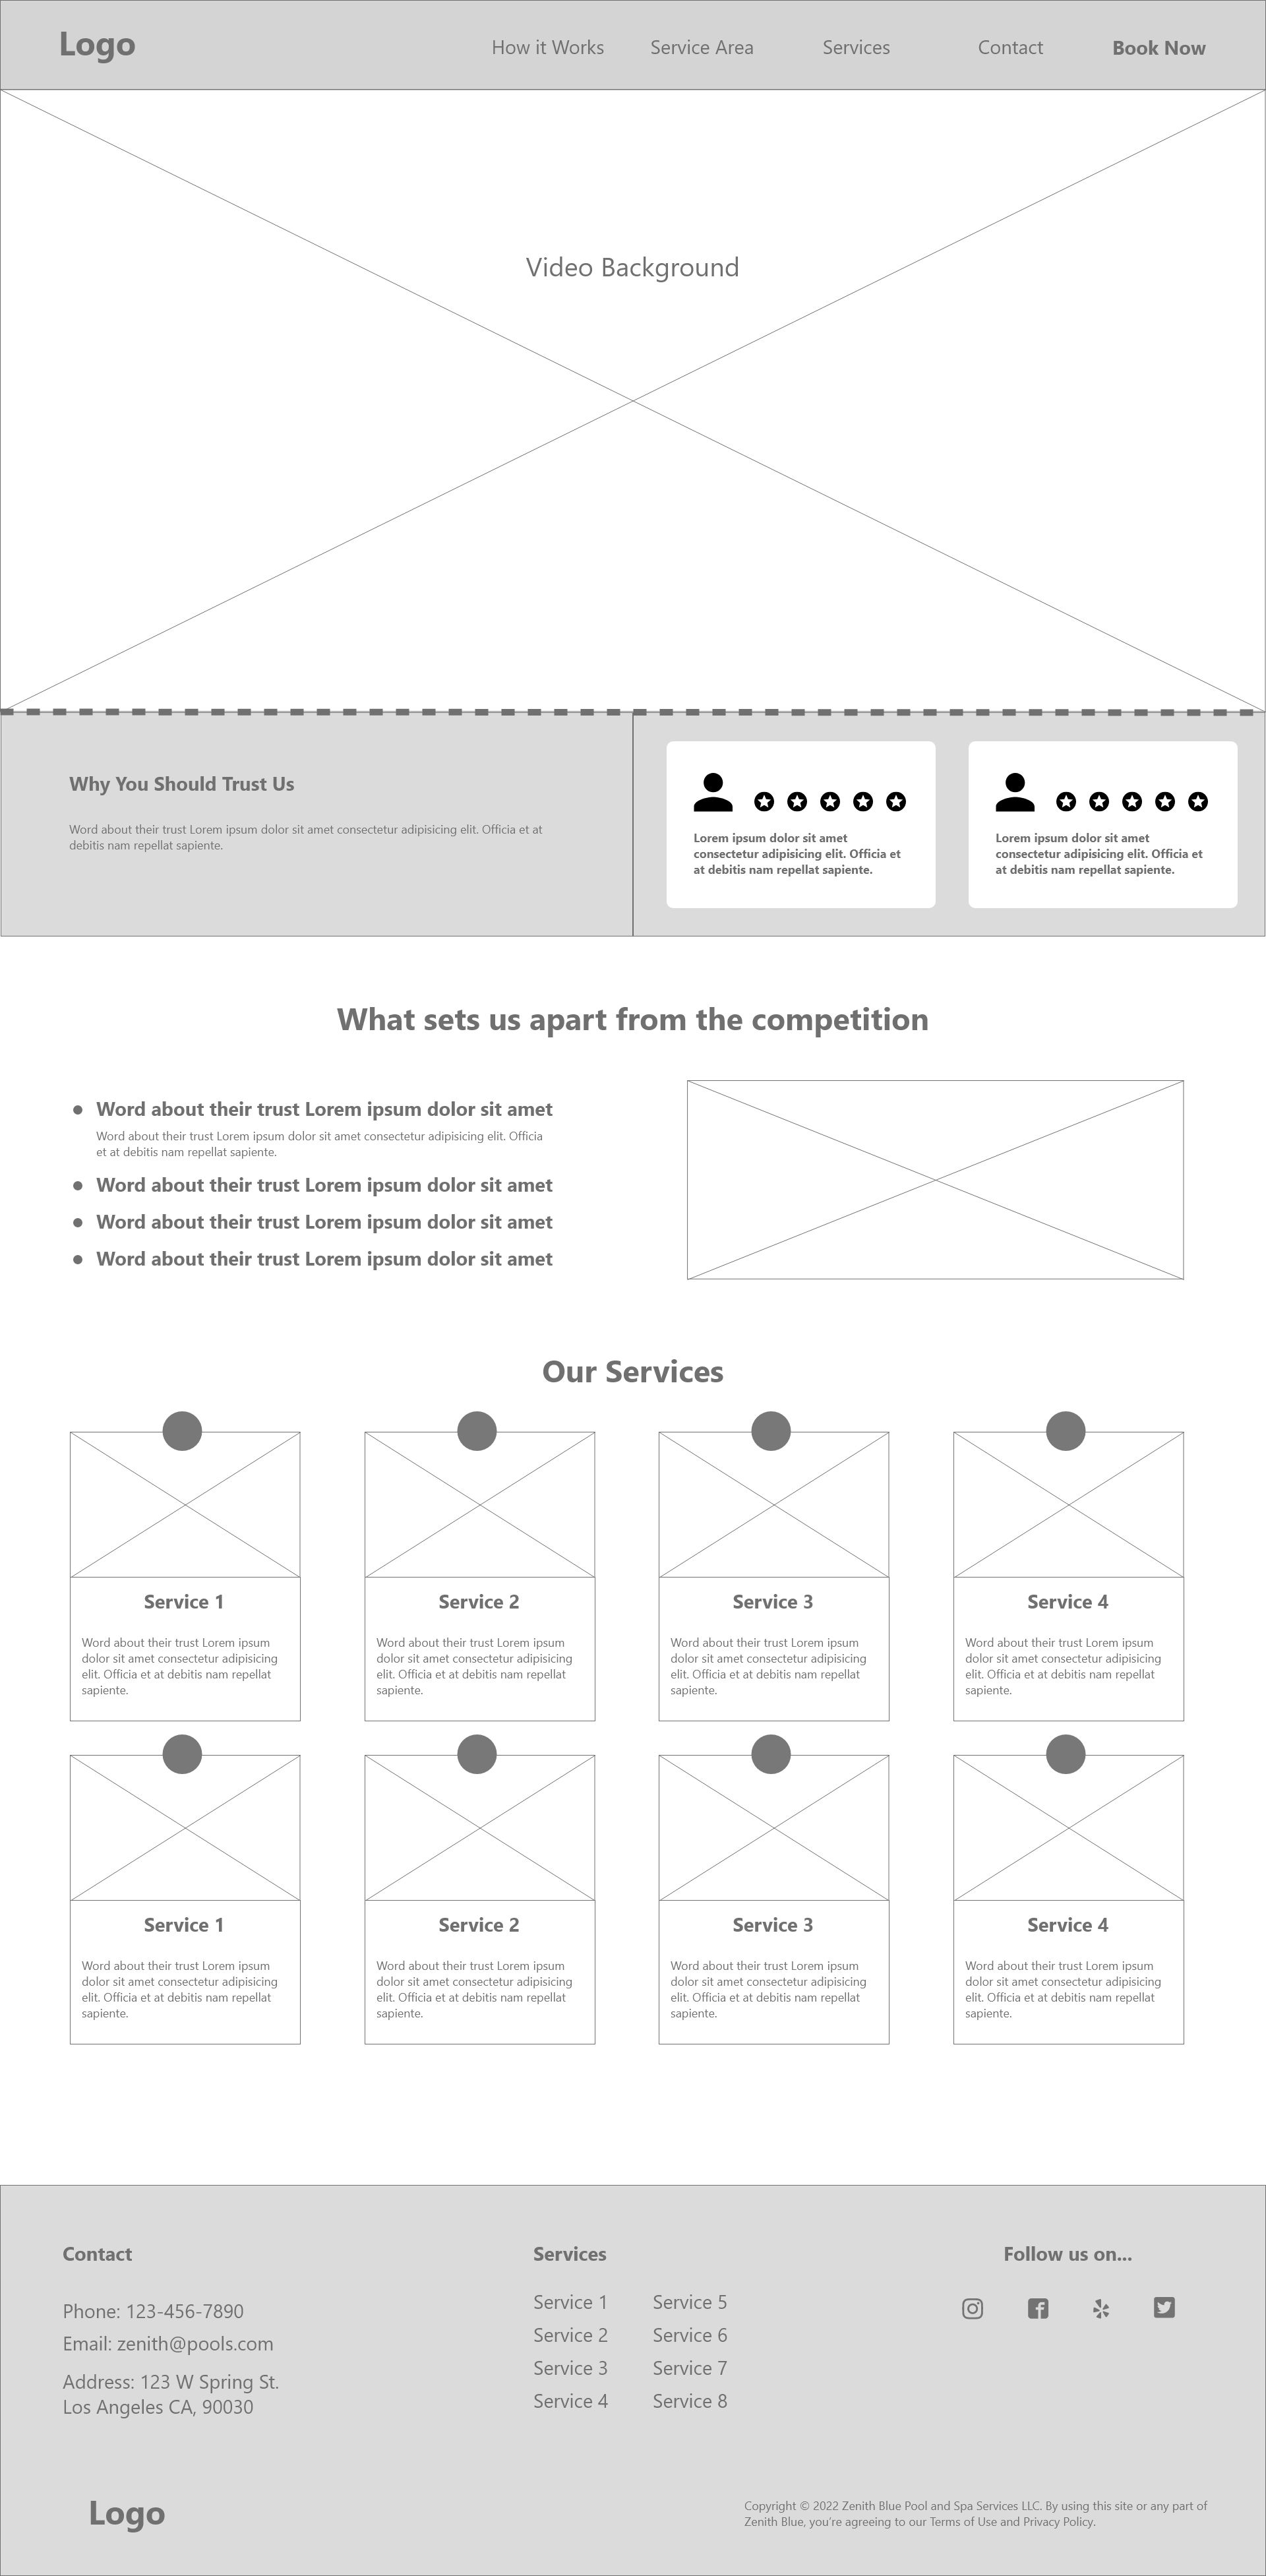 Logo
How it Works
Service Area
Services
Contact
Book Now
Video Background
Why You Should Trust Us
Word about their trust Lorem ipsum dolor sit amet consectetur adipisicing elit. Officia et at
debitis nam repellat sapiente.
Lorem ipsum dolor sit amet
consectetur adipisicing elit. Officia et
at debitis nam repellat sapiente.
Lorem ipsum dolor sit amet
consectetur adipisicing elit. Officia et
at debitis nam repellat sapiente.
What sets us apart from the competition
Word about their trust Lorem ipsum dolor sit amet
Word about their trust Lorem ipsum dolor sit amet consectetur adipisicing elit. Officia
et at debitis nam repellat sapiente.
Word about their trust Lorem ipsum dolor sit amet
Word about their trust Lorem ipsum dolor sit amet
Word about their trust Lorem ipsum dolor sit amet
Our Services
Service 1
Word about their trust Lorem ipsum
dolor sit amet consectetur adipisicing
elit. Officia et at debitis nam repellat
sapiente.
Service 2
Word about their trust Lorem ipsum
dolor sit amet consectetur adipisicing
elit. Officia et at debitis nam repellat
sapiente.
Service 3
Word about their trust Lorem ipsum
dolor sit amet consectetur adipisicing
elit. Officia et at debitis nam repellat
sapiente.
Service 4
Word about their trust Lorem ipsum
dolor sit amet consectetur adipisicing
elit. Officia et at debitis nam repellat
sapiente.
Service 1
Word about their trust Lorem ipsum
dolor sit amet consectetur adipisicing
elit. Officia et at debitis nam repellat
sapiente.
Service 2
Word about their trust Lorem ipsum
dolor sit amet consectetur adipisicing
elit. Officia et at debitis nam repellat
sapiente.
Service 3
Word about their trust Lorem ipsum
dolor sit amet consectetur adipisicing
elit. Officia et at debitis nam repellat
sapiente.
Service 4
Word about their trust Lorem ipsum
dolor sit amet consectetur adipisicing
elit. Officia et at debitis nam repellat
sapiente.
Contact
Phone: 123-456-7890
Email: zenith@pools.com
Address: 123 W Spring St.
Los Angeles CA, 90030
Services
Service 1
Service 2
Service 3
Service 4
Service 5
Service 6
Service 7
Service 8
Follow us on...
Logo
Copyright © 2022 Zenith Blue Pool and Spa Services LLC. By using this site or any part of
Zenith Blue, you're agreeing to our Terms of Use and Privacy Policy.